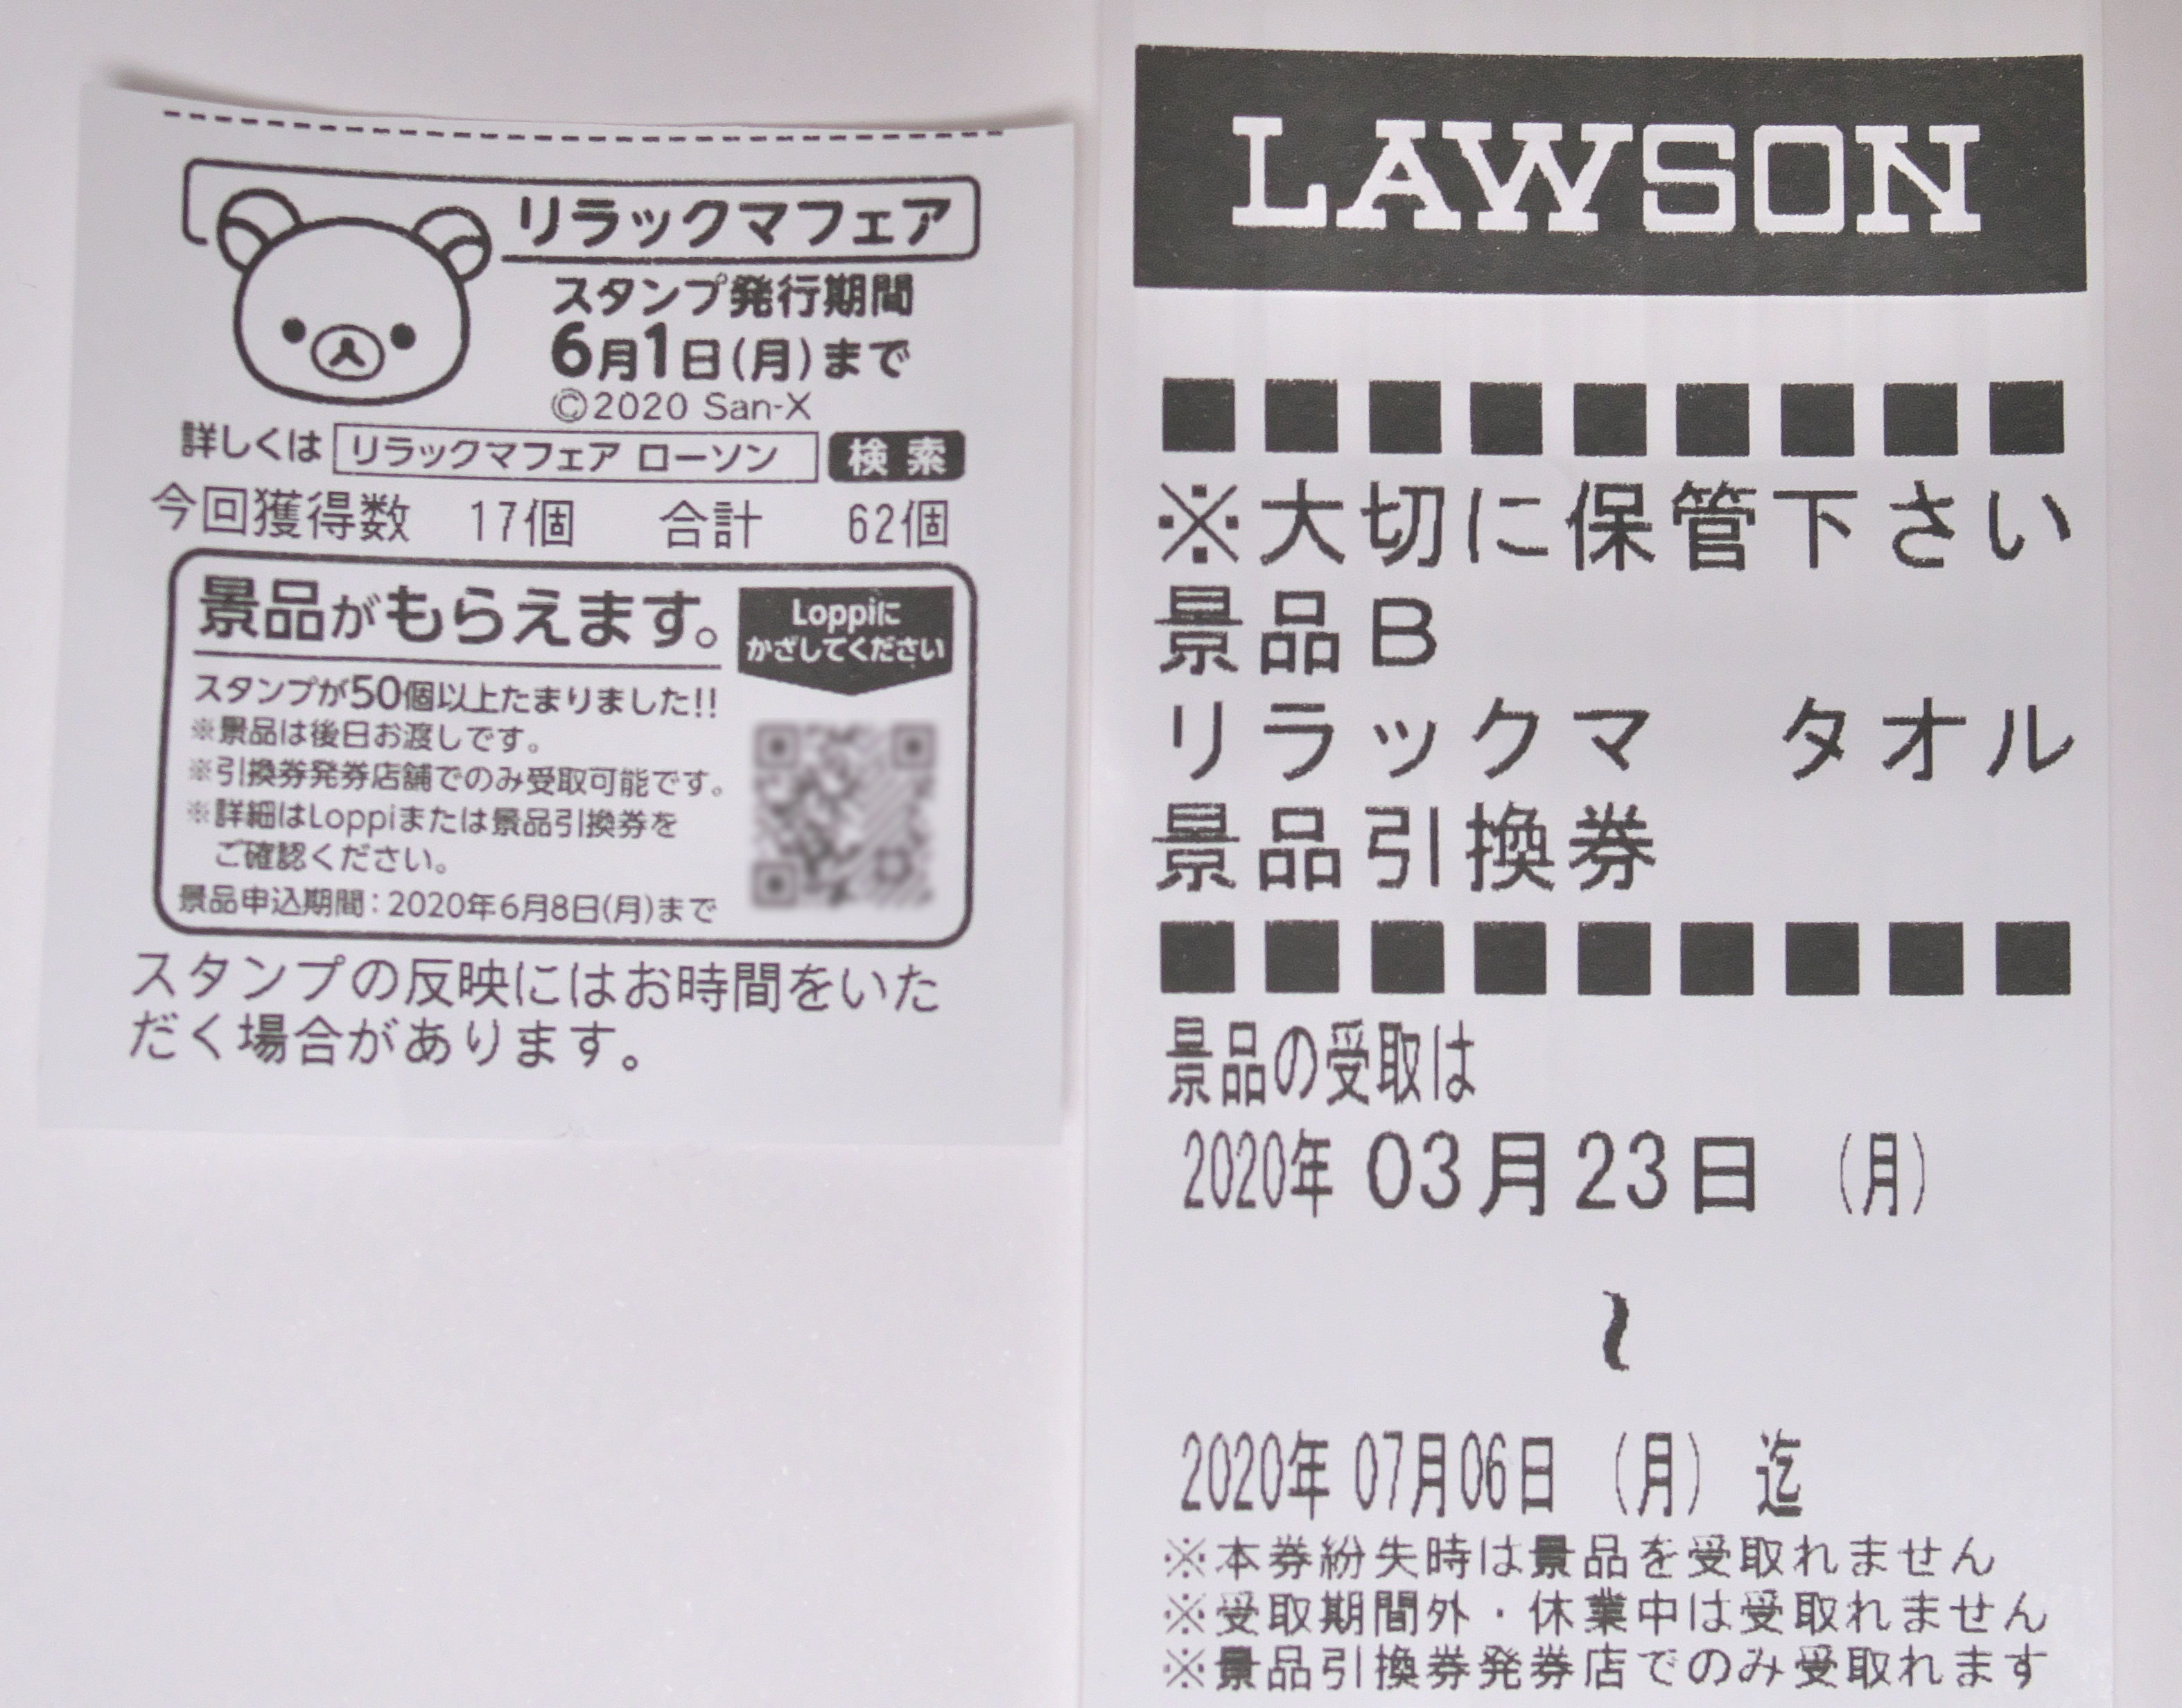 リラックマフェア
スタンプ発行期間
6月1日(月)まで
©2020 San-X
詳しくは リラックマフェア ローソン 検索
今回獲得数 17個 合計 62個
景品がもらえます。
Loppiに
かざしてください
スタンプが50個以上たまりました!!
※景品は後日お渡しです。
※引換券発券店舗でのみ受取可能です。
※詳細はLoppiまたは景品引換券を
ご確認ください。
景品申込期間：2020年6月8日(月)まで
スタンプの反映にはお時間をいた
だく場合があります。
LAWSON
■■■■■■■■■
※大切に保管下さい
景品B
リラックマ タオル
景品引換券
■■■■■■■■■
景品の受取は
2020年 03月23日 (月)
～
2020年 07月06日 (月) 迄
※本券紛失時は景品を受取れません
※受取期間外・休業中は受取れません
※景品引換券発券店でのみ受取れます